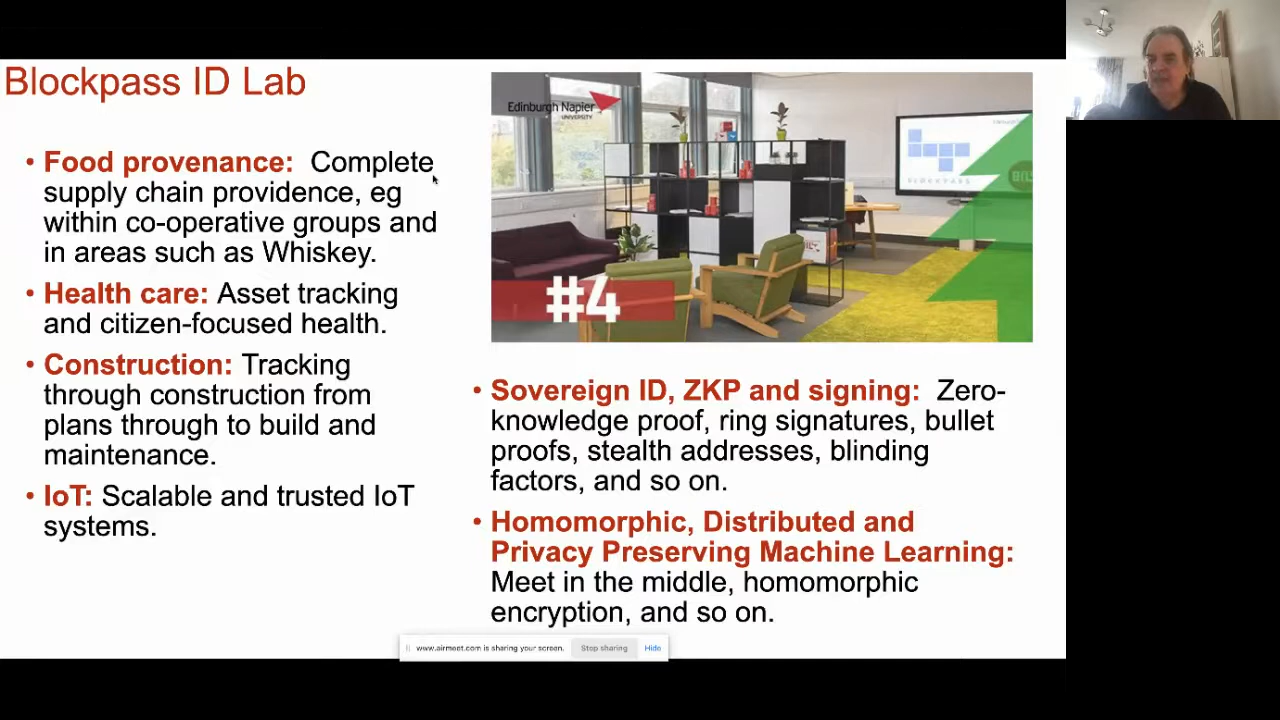 Blockpass ID Lab
• Food provenance: Complete
supply chain providence, eg
within co-operative groups and
in areas such as Whiskey.
• Health care: Asset tracking
and citizen-focused health.
• Construction: Tracking
through construction from
plans through to build and
maintenance.
• IoT: Scalable and trusted IoT
systems.
Edinburgh Napier
UNIVERSITY
BLOCKPASS
#4
• Sovereign ID, ZKP and signing: Zero-
knowledge proof, ring signatures, bullet
proofs, stealth addresses, blinding
factors, and so on.
• Homomorphic, Distributed and
Privacy Preserving Machine Learning:
Meet in the middle, homomorphic
encryption, and so on.
www.airmeet.com is sharing your screen. Stop sharing Hide